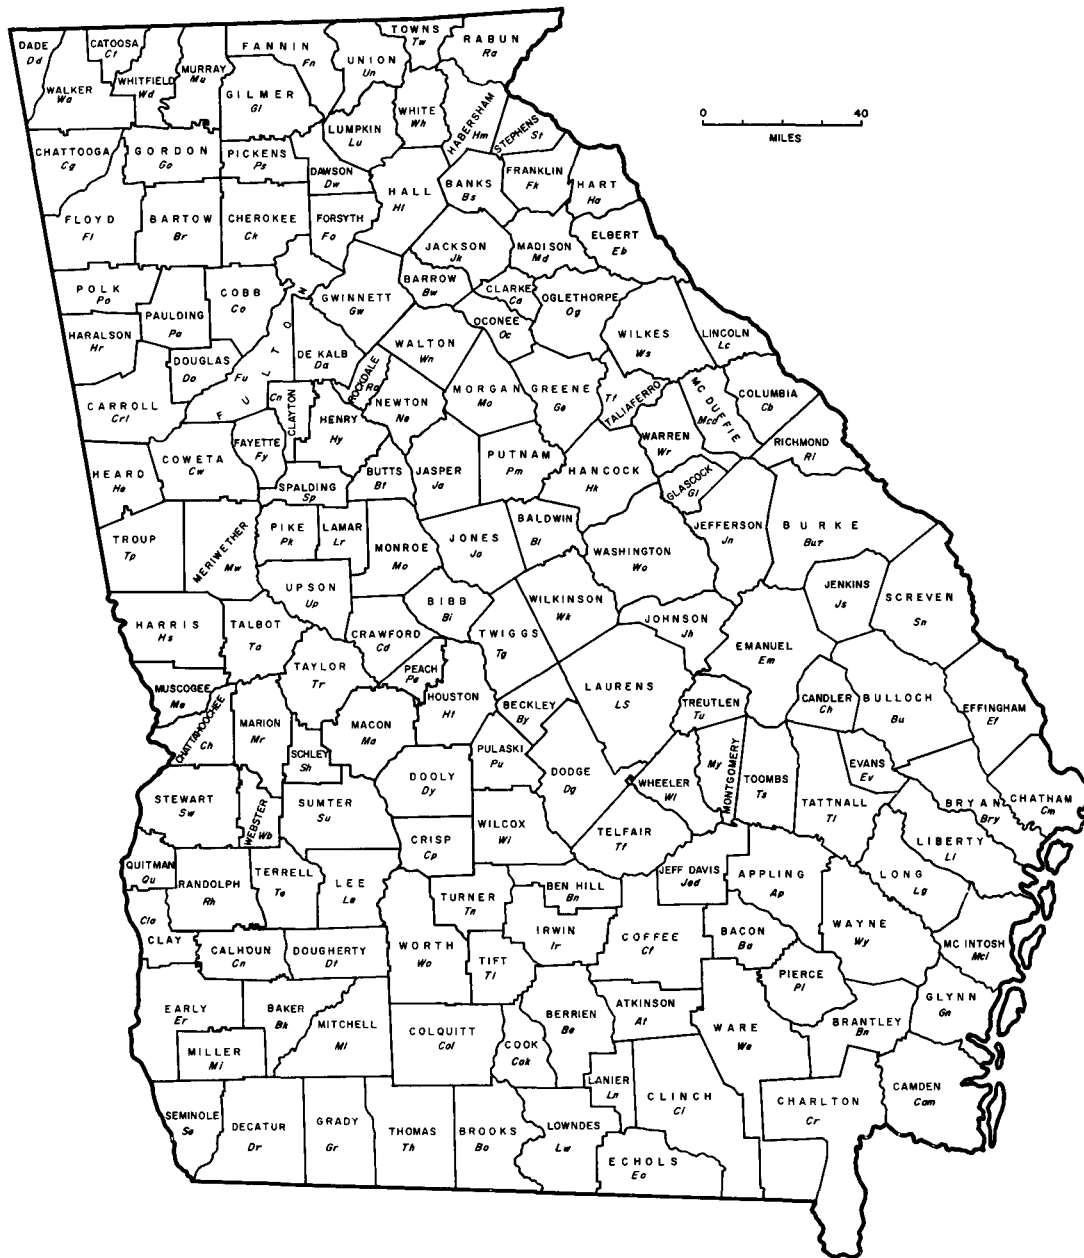 TOWNS
Tw
RABUN
Ra
DADE
Dd
CATOOSA
Ct
FANNIN
Fn
UNION
Un
WHITFIELD
Wd
MURRAY
Mu
WALKER
Wa
GILMER
Gl
WHITE
Wh
HABERSHAM
Hm
STEPHENS
St
LUMPKIN
Lu
0 40
MILES
CHATTOOGA
Cg
GORDON
Go
PICKENS
Ps
DAWSON
Dw
HALL
Hl
BANKS
Bs
FRANKLIN
Fk
HART
Ha
FLOYD
Fl
BARTOW
Br
CHEROKEE
Ck
FORSYTH
Fo
JACKSON
Jk
MADISON
Md
ELBERT
Eb
POLK
Po
PAULDING
Pa
COBB
Co
GWINNETT
Gw
BARROW
Bw
CLARKE
Ca
OCONEE
Oc
OGLETHORPE
Og
WILKES
Ws
LINCOLN
Lc
HARALSON
Hr
DOUGLAS
Do
FULTON
Fu
DE KALB
Da
ROCKDALE
Ra
WALTON
Wn
MORGAN
Mo
GREENE
Ge
TALIAFERRO
Tf
MC DUFFIE
Mcd
COLUMBIA
Cb
CARROLL
Crl
CLAYTON
Cn
HENRY
Hy
NEWTON
Ne
WARREN
Wr
RICHMOND
Ri
HEARD
He
COWETA
Cw
FAYETTE
Fy
SPALDING
Sp
BUTTS
Bt
JASPER
Ja
PUTNAM
Pm
HANCOCK
Hk
GLASCOCK
Gl
TROUP
Tp
MERIWETHER
Mw
PIKE
Pk
LAMAR
Lr
MONROE
Mo
JONES
Jo
BALDWIN
Bl
WASHINGTON
Wo
JEFFERSON
Jn
BURKE
Bur
UPSON
Up
BIBB
Bi
WILKINSON
Wk
JOHNSON
Jh
JENKINS
Js
SCREVEN
Sn
HARRIS
Hs
TALBOT
Ta
CRAWFORD
Cd
TWIGGS
Tg
TAYLOR
Tr
PEACH
Pe
HOUSTON
Ht
LAURENS
LS
EMANUEL
Em
MUSCOGEE
Me
CHATTAHOOCHEE
Ch
MARION
Mr
MACON
Ma
BECKLEY
By
TREUTLEN
Tu
CANDLER
Ch
BULLOCH
Bu
EFFINGHAM
Ef
SCHLEY
Sh
DOOLY
Dy
PULASKI
Pu
DODGE
Dg
WHEELER
Wl
MONTGOMERY
My
TOOMBS
Ts
EVANS
Ev
STEWART
Sw
WEBSTER
Wb
SUMTER
Su
TATTNALL
Tl
BRYAN
Bry
CHATHAM
Cm
CRISP
Cp
WILCOX
Wi
TELFAIR
Tf
LIBERTY
Li
QUITMAN
Qu
RANDOLPH
Rh
TERRELL
Te
LEE
Le
TURNER
Tn
BEN HILL
Bn
JEFF DAVIS
Jed
APPLING
Ap
LONG
Lg
Cla
CLAY
CALHOUN
Cn
DOUGHERTY
Dt
WORTH
Wo
TIFT
Ti
IRWIN
Ir
COFFEE
Cf
BACON
Ba
WAYNE
Wy
MC INTOSH
Mci
PIERCE
Pi
EARLY
Er
BAKER
Bk
MITCHELL
Ml
COLQUITT
Col
BERRIEN
Be
ATKINSON
At
WARE
We
GLYNN
Gn
BRANTLEY
Bn
MILLER
Mi
COOK
Cok
LANIER
Ln
CLINCH
Cl
CHARLTON
Cr
CAMDEN
Cam
SEMINOLE
Se
DECATUR
Dr
GRADY
Gr
THOMAS
Th
BROOKS
Bo
LOWNDES
Lw
ECHOLS
Eo